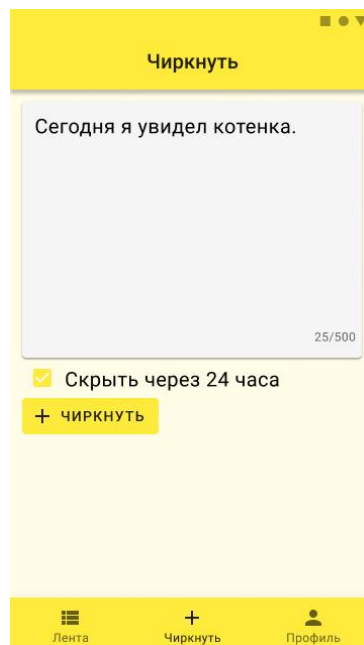 Чиркнуть
Сегодня я увидел котенка.
25/500
Скрыть через 24 часа
+ ЧИРКНУТЬ
Лента
Чиркнуть
Профиль